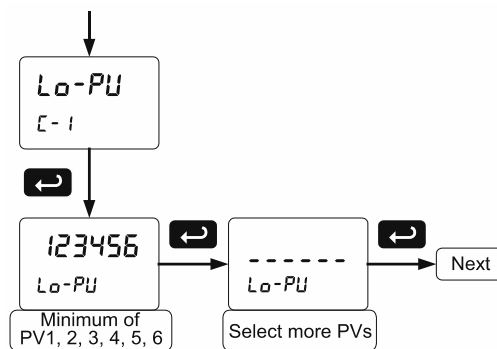 Lo-PU
C-1
123456
Lo-PU
Minimum of
PV1, 2, 3, 4, 5, 6
------
Lo-PU
Select more PVs
Next